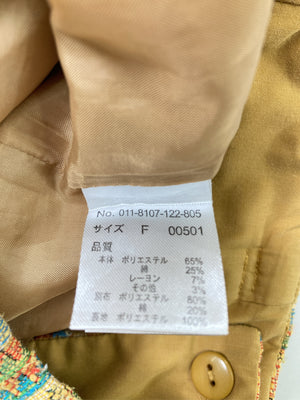 No. 011-8107-122-805
サイズ F 00501
品質
本体 ポリエステル 65%
綿 25%
レーヨン 7%
その他 3%
別布 ポリエステル 80%
綿 20%
裏地 ポリエステル 100%